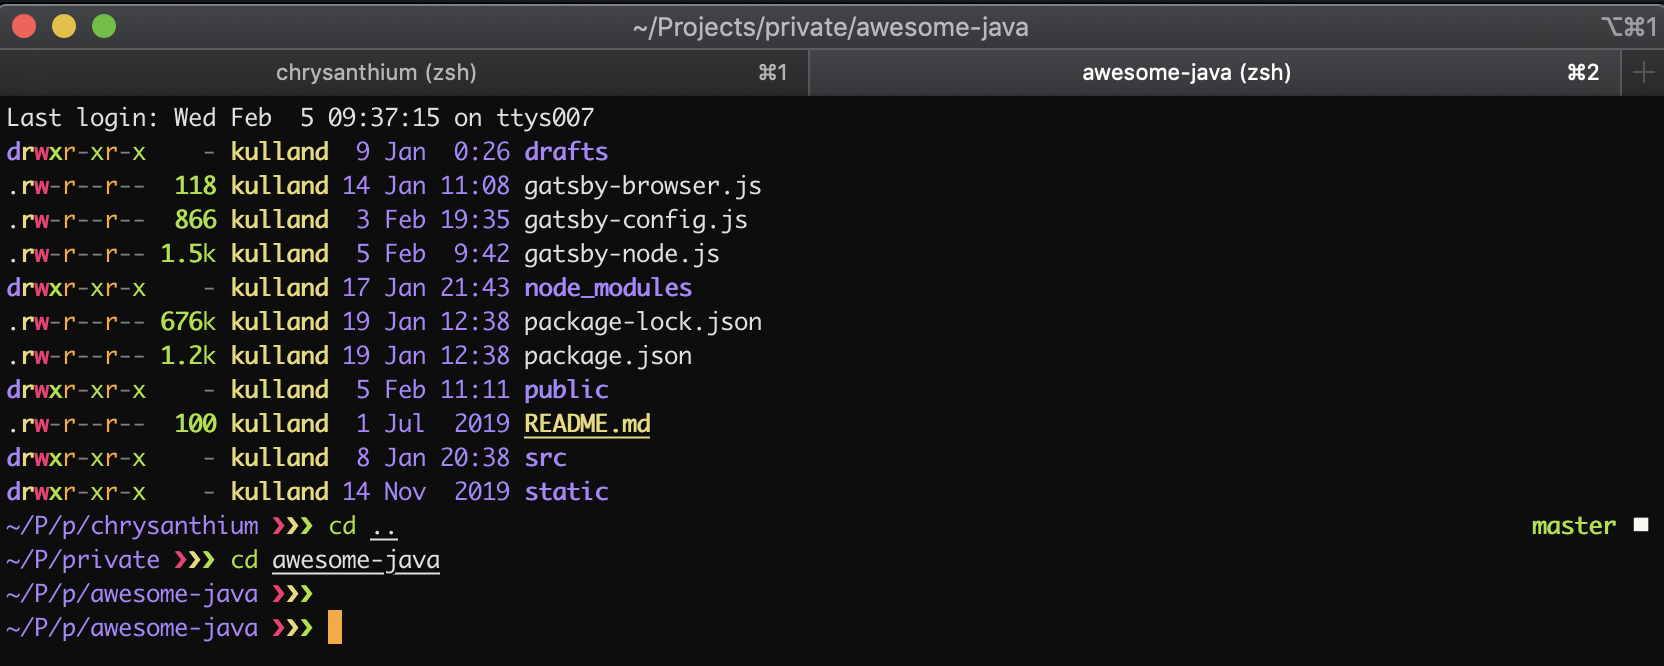 ~/Projects/private/awesome-java ⌥⌘1
chrysanthium (zsh) ⌘1 awesome-java (zsh) ⌘2 +
Last login: Wed Feb  5 09:37:15 on ttys007
drwxr-xr-x    - kulland  9 Jan  0:26 drafts
.rw-r--r--  118 kulland 14 Jan 11:08 gatsby-browser.js
.rw-r--r--  866 kulland  3 Feb 19:35 gatsby-config.js
.rw-r--r-- 1.5k kulland  5 Feb  9:42 gatsby-node.js
drwxr-xr-x    - kulland 17 Jan 21:43 node_modules
.rw-r--r-- 676k kulland 19 Jan 12:38 package-lock.json
.rw-r--r-- 1.2k kulland 19 Jan 12:38 package.json
drwxr-xr-x    - kulland  5 Feb 11:11 public
.rw-r--r--  100 kulland  1 Jul  2019 README.md
drwxr-xr-x    - kulland  8 Jan 20:38 src
drwxr-xr-x    - kulland 14 Nov  2019 static
~/P/p/chrysanthium ❯❯❯ cd .. master ■
~/P/private ❯❯❯ cd awesome-java
~/P/p/awesome-java ❯❯❯
~/P/p/awesome-java ❯❯❯